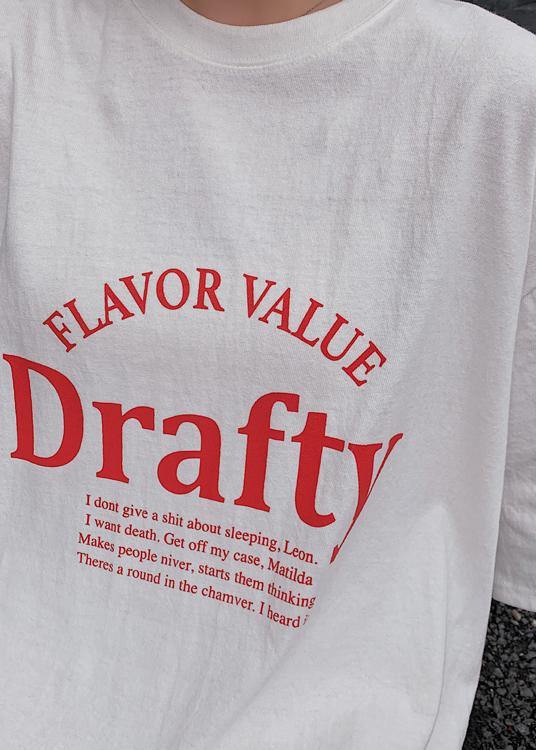 FLAVOR VALUE
Drafty
I dont give a shit about sleeping, Leon.
I want death. Get off my case, Matilda
Makes people niver, starts them thinking
Theres a round in the chamver. I heard